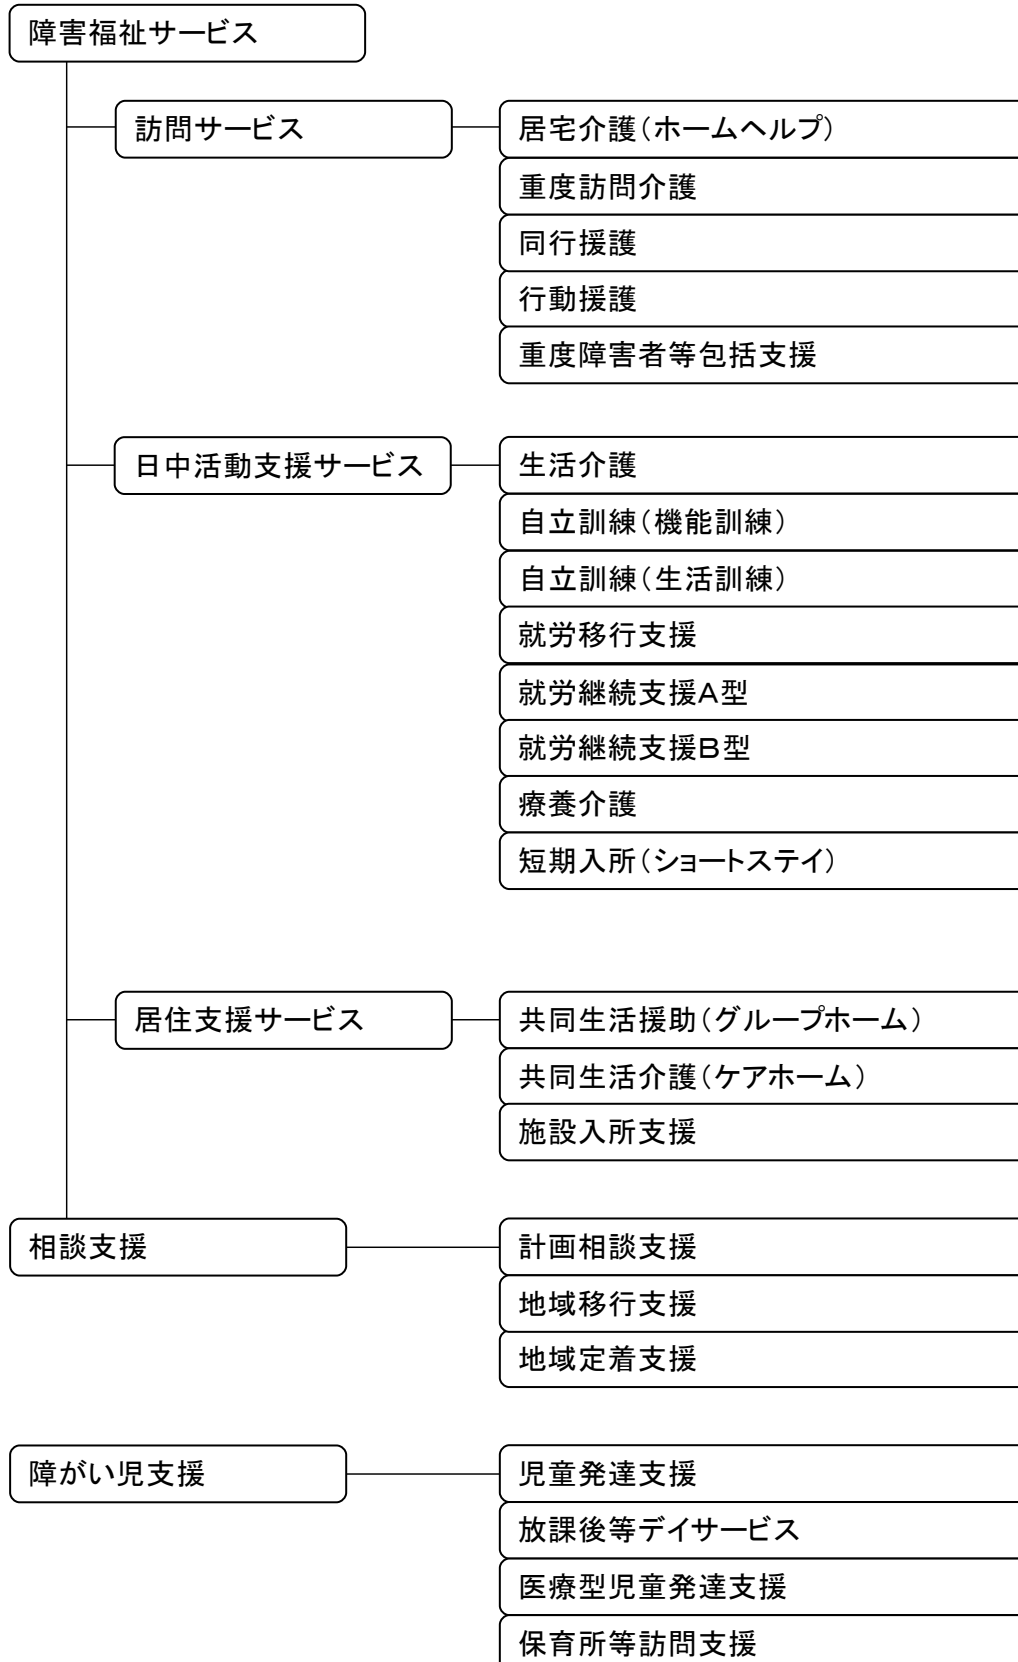 障害福祉サービス
訪問サービス
居宅介護（ホームヘルプ）
重度訪問介護
同行援護
行動援護
重度障害者等包括支援
日中活動支援サービス
生活介護
自立訓練（機能訓練）
自立訓練（生活訓練）
就労移行支援
就労継続支援A型
就労継続支援B型
療養介護
短期入所（ショートステイ）
居住支援サービス
共同生活援助（グループホーム）
共同生活介護（ケアホーム）
施設入所支援
相談支援
計画相談支援
地域移行支援
地域定着支援
障がい児支援
児童発達支援
放課後等デイサービス
医療型児童発達支援
保育所等訪問支援